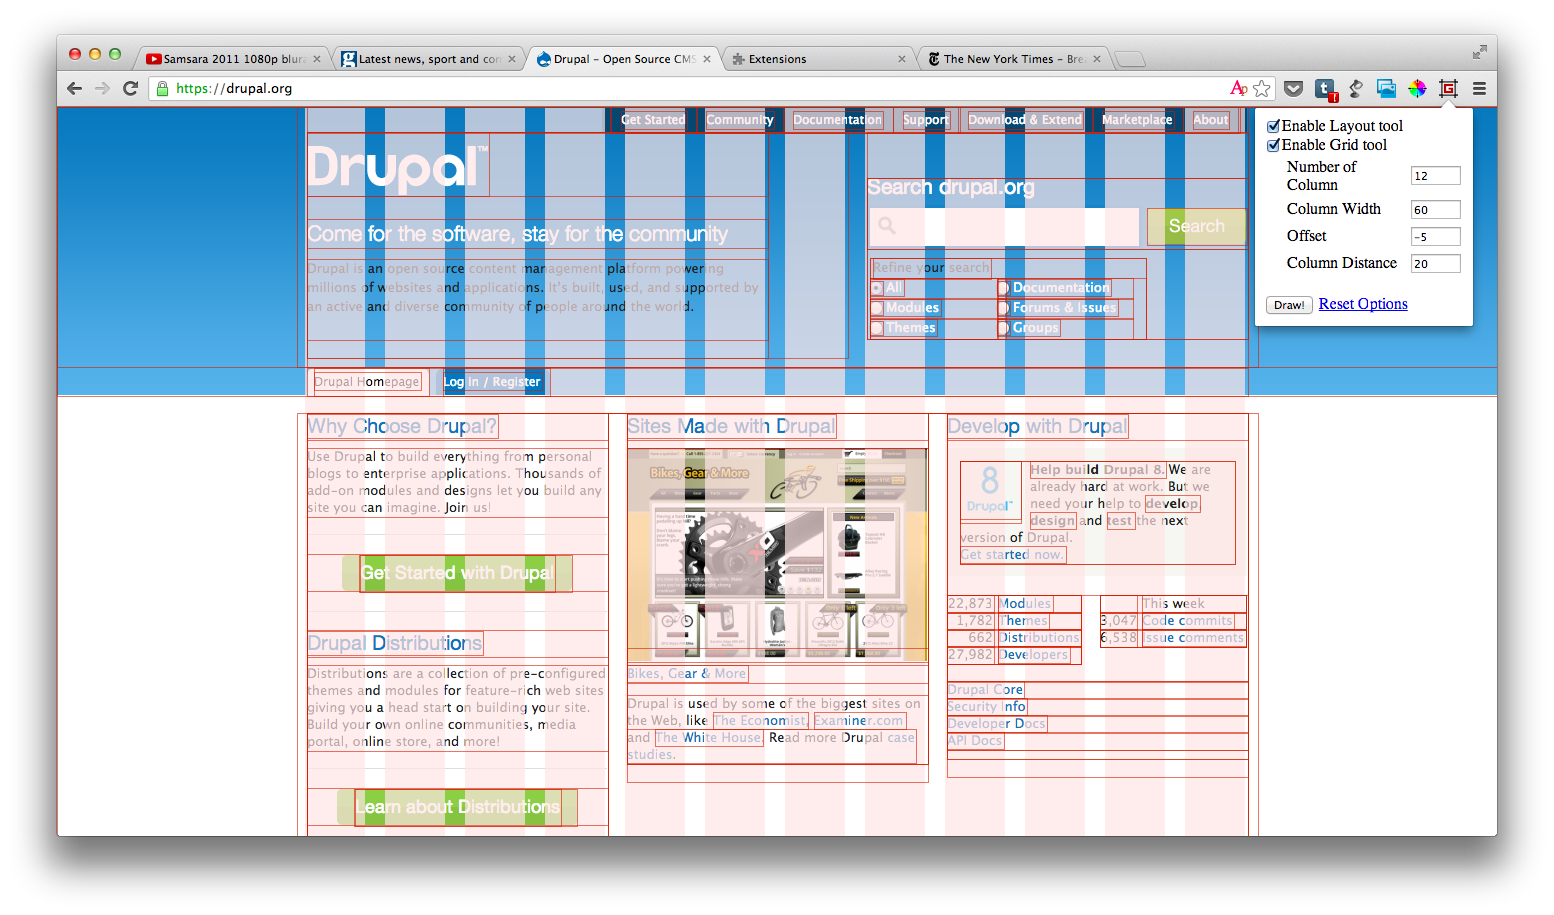 Samsara 2011 1080p blura
Latest news, sport and con
Drupal – Open Source CMS
Extensions
The New York Times – Brea
https://drupal.org
Get Started
Community
Documentation
Support
Download & Extend
Marketplace
About
Enable Layout tool
Enable Grid tool
Number of Column 12
Column Width 60
Offset -5
Column Distance 20
Draw! Reset Options
Drupal™
Search drupal.org
Search
Come for the software, stay for the community
Drupal is an open source content management platform powering
millions of websites and applications. It's built, used, and supported by
an active and diverse community of people around the world.
Refine your search
All
Documentation
Modules
Forums & Issues
Themes
Groups
Drupal Homepage
Log in / Register
Why Choose Drupal?
Use Drupal to build everything from personal
blogs to enterprise applications. Thousands of
add-on modules and designs let you build any
site you can imagine. Join us!
Get Started with Drupal
Drupal Distributions
Distributions are a collection of pre-configured
themes and modules for feature-rich web sites
giving you a head start on building your site.
Build your own online communities, media
portal, online store, and more!
Learn about Distributions
Sites Made with Drupal
Bikes, Gear & More
Bikes, Gear & More
Drupal is used by some of the biggest sites on
the Web, like The Economist, Examiner.com
and The White House. Read more Drupal case
studies.
Develop with Drupal
8
Drupal™
Help build Drupal 8. We are
already hard at work. But we
need your help to develop,
design and test the next
version of Drupal.
Get started now.
22,873 Modules
1,782 Themes
662 Distributions
27,982 Developers
This week
3,047 Code commits
6,538 Issue comments
Drupal Core
Security Info
Developer Docs
API Docs